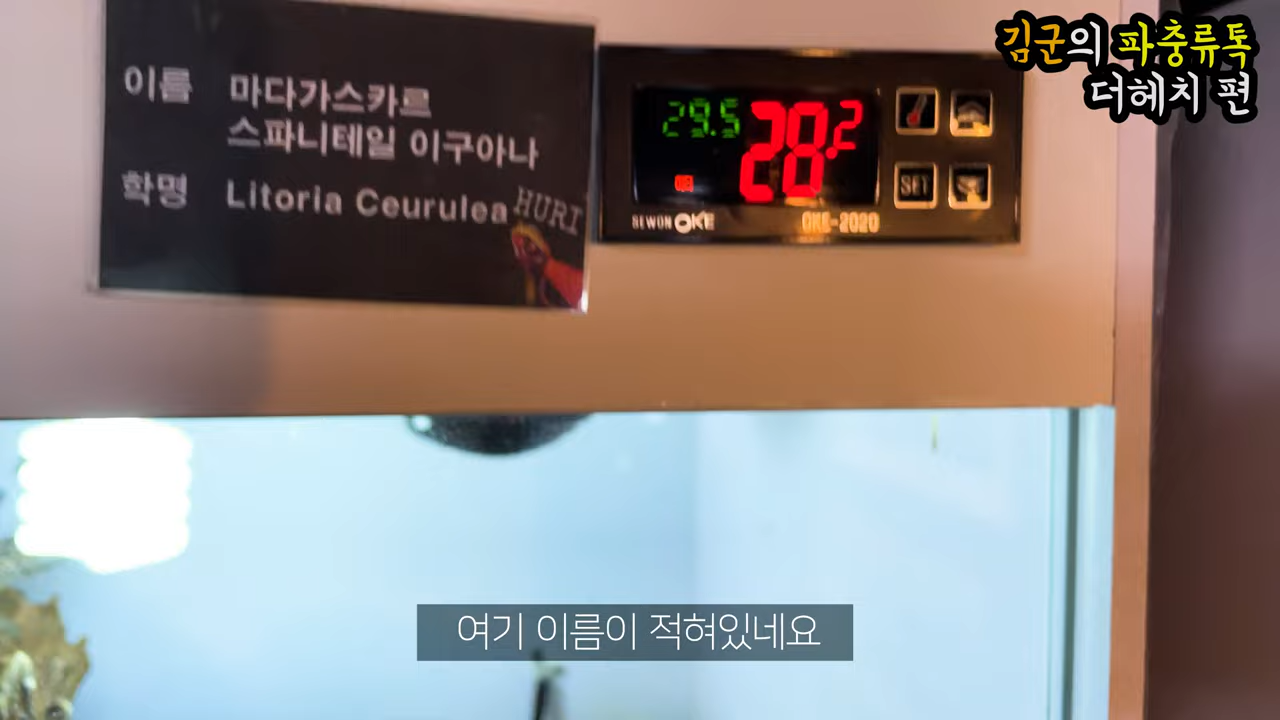 김군의 파충류톡
더헤치 편
이름 마다가스카르
스파니테일 이구아나
학명 Litoria Ceurulea
HURI
29.5 28.2
SET
SEWON OKE OKE-2020
여기 이름이 적혀있네요